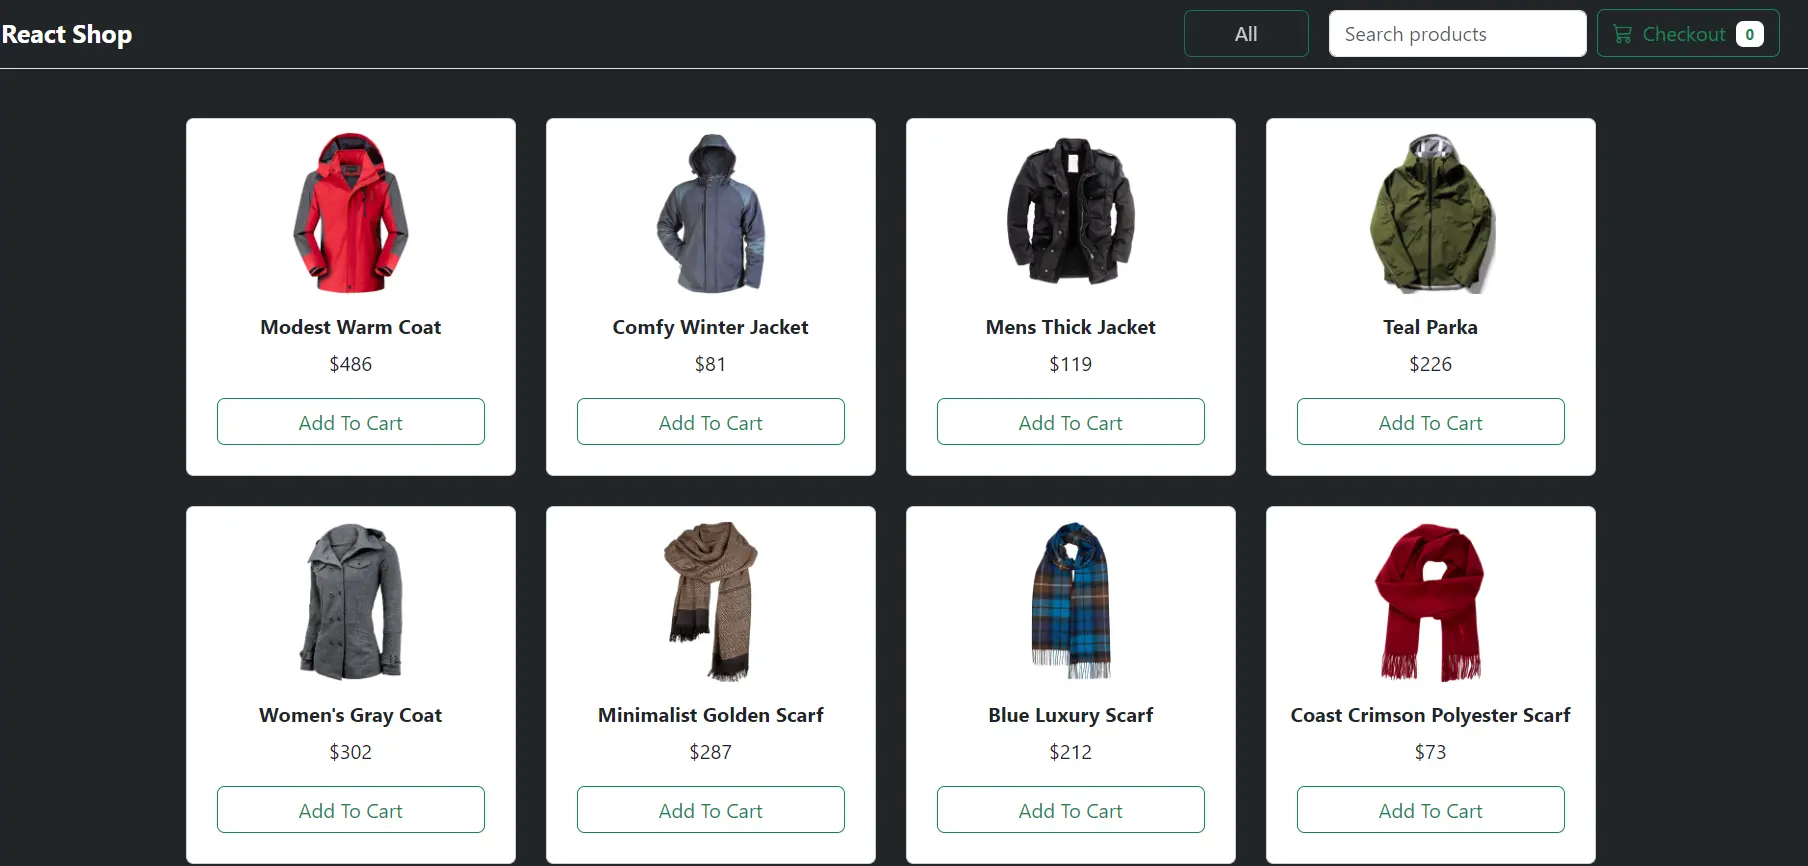 React Shop
All
Search products
Checkout 0
Modest Warm Coat
$486
Add To Cart
Comfy Winter Jacket
$81
Add To Cart
Mens Thick Jacket
$119
Add To Cart
Teal Parka
$226
Add To Cart
Women's Gray Coat
$302
Add To Cart
Minimalist Golden Scarf
$287
Add To Cart
Blue Luxury Scarf
$212
Add To Cart
Coast Crimson Polyester Scarf
$73
Add To Cart